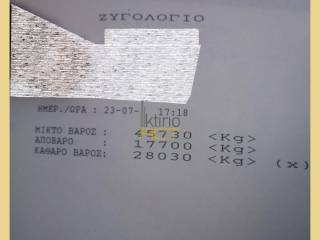 ΖΥΓΟΛΟΓΙΟ
ΗΜΕΡ./ΩΡΑ : 23-07- 17:18
ktirio
ΜΙΚΤΟ ΒΑΡΟΣ : 45730 <Kg>
ΑΠΟΒΑΡΟ : 17700 <Kg>
ΚΑΘΑΡΟ ΒΑΡΟΣ: 28030 <Kg> (x)